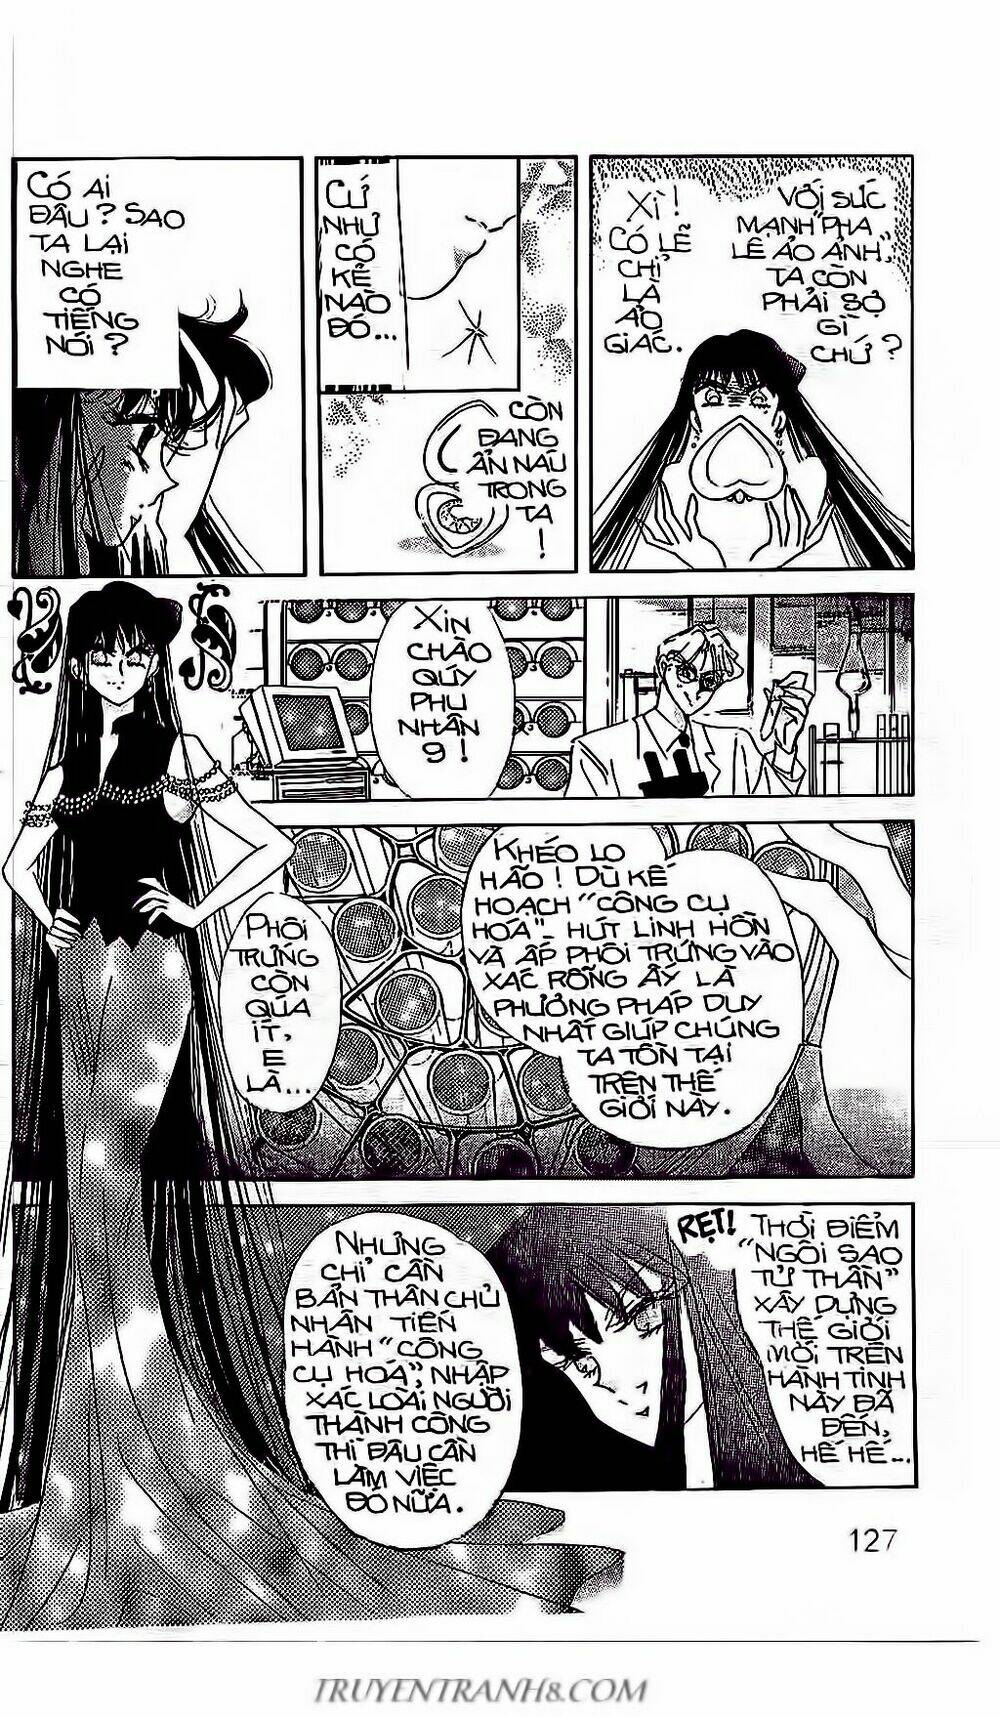 CÓ AI
ĐÂU? SAO
TA LẠI
NGHE
CÓ
TIẾNG
NÓI?
CỨ
NHƯ
CÓ
KẺ
NÀO
ĐÓ...
CÒN
ĐANG
ẨN NÁU
TRONG
TA
!
XÌ!
CÓ LẼ
CHỈ
LÀ
ẢO
GIÁC.
VỚI SỨC
MẠNH "PHA
LÊ ẢO ẢNH",
TA CÒN
PHẢI SỢ
GÌ
CHỨ?
XIN
CHÀO
QÚY
PHU
NHÂN
9!
PHÔI
TRỨNG
CÒN
QÚA
ÍT,
E
LÀ...
KHÉO LO
HÃO! DÙ KẾ
HOẠCH "CÔNG CỤ
HOÁ" - HÚT LINH HỒN
VÀ ẤP PHÔI TRỨNG VÀO
XÁC RỖNG ẤY LÀ
PHƯƠNG PHÁP DUY
NHẤT GIÚP CHÚNG
TA TỒN TẠI
TRÊN THẾ
GIỚI NÀY.
NHƯNG
CHỈ CẦN
BẢN THÂN CHỦ
NHÂN TIẾN
HÀNH "CÔNG
CỤ HOÁ", NHẬP
XÁC LOÀI NGƯỜI
THÀNH CÔNG
THÌ ĐÂU CẦN
LÀM VIỆC
ĐÓ NỮA.
RẸT!
THỜI ĐIỂM
"NGÔI SAO
TỬ THẦN"
XÂY DỰNG
THẾ GIỚI
MỚI TRÊN
HÀNH TINH
NÀY ĐÃ
ĐẾN,
HẾ HẾ...
127
TRUYENTRANH8.COM